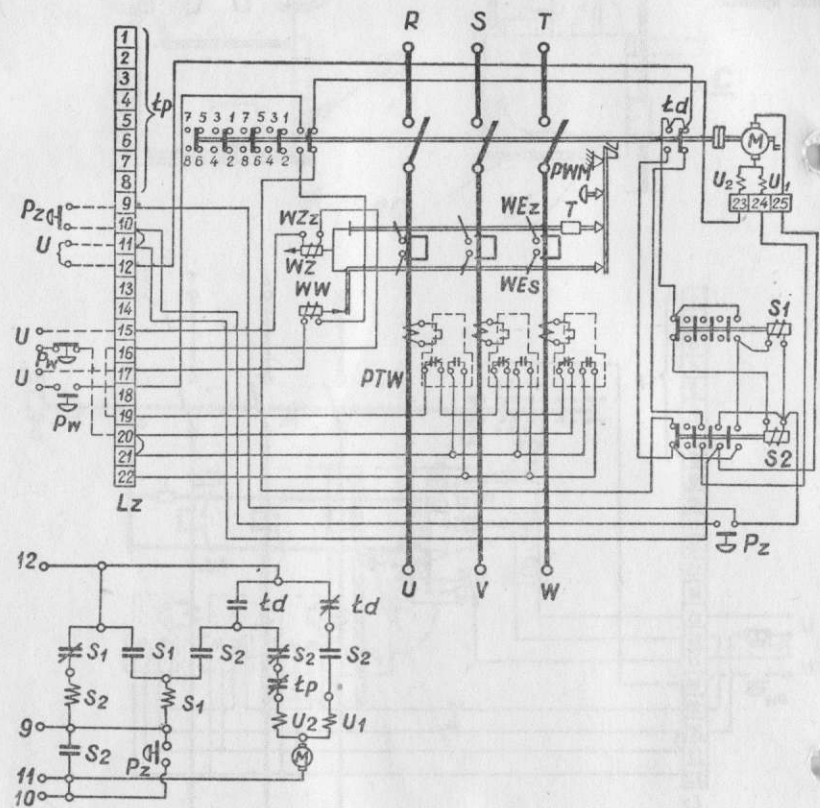 R S T
1
2
3
4
5
6
7
8
9
10
11
12
13
14
15
16
17
18
19
20
21
22
Lz
Łp
7 5 3 1 7 5 3 1
8 6 4 2 8 6 4 2
Łd
M
U2 U1
23 24 25
PWM
Pz
U
WZz
WEz
T
Wz
WW
WEs
U
Pw
U
Pw
PTW
S1
S2
Pz
U V W
12
Łd Łd
S1 S1 S2 S2 S2
Łp
S2 S1
U2 U1
9
S2 Pz M
11
10